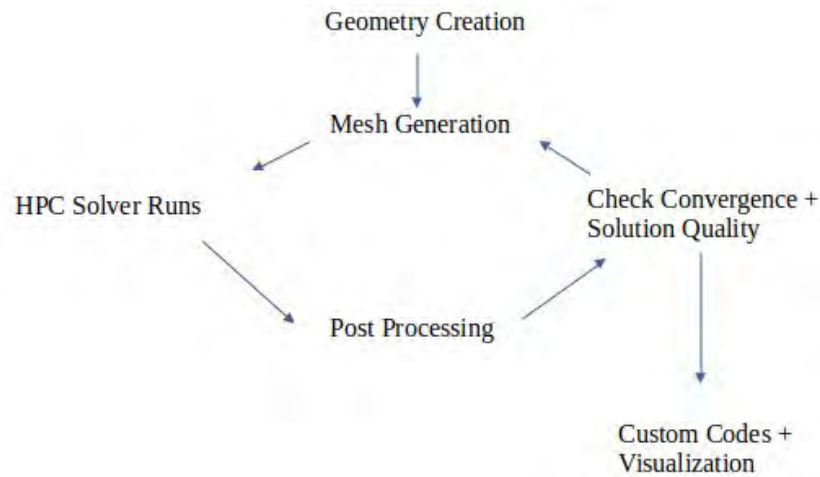 Geometry Creation
Mesh Generation
HPC Solver Runs
Check Convergence +
Solution Quality
Post Processing
Custom Codes +
Visualization